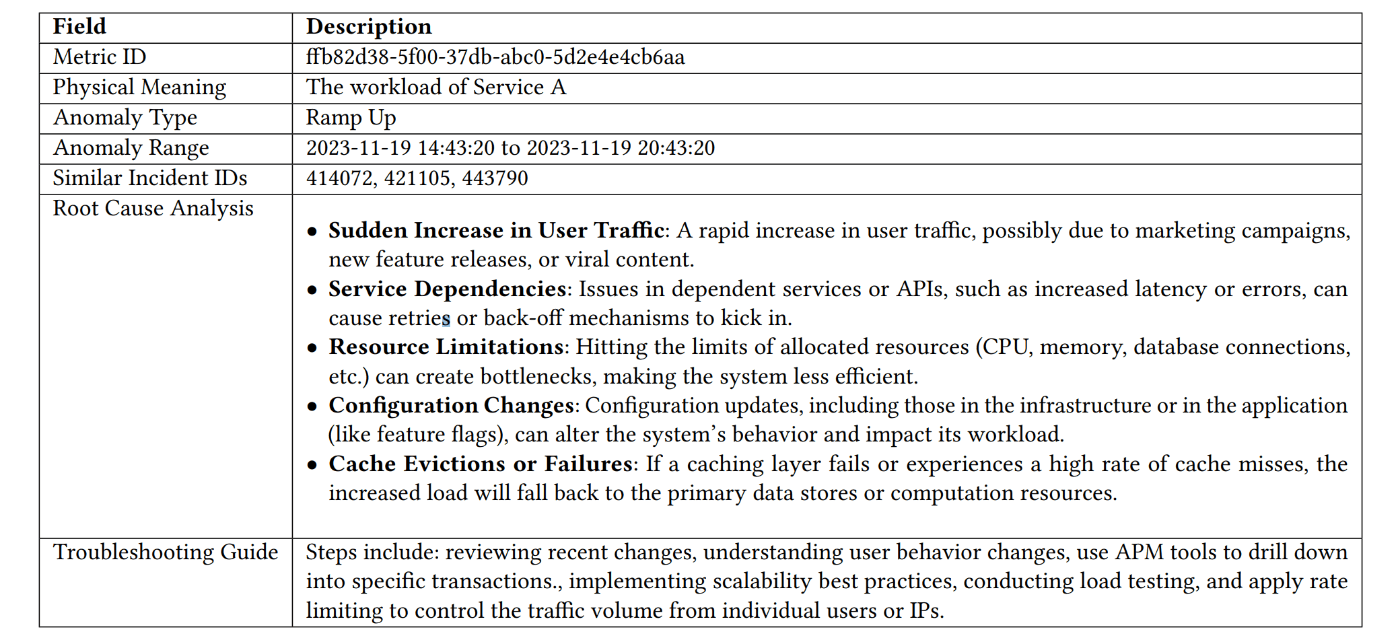 Field Description
Metric ID ffb82d38-5f00-37db-abc0-5d2e4e4cb6aa
Physical Meaning The workload of Service A
Anomaly Type Ramp Up
Anomaly Range 2023-11-19 14:43:20 to 2023-11-19 20:43:20
Similar Incident IDs 414072, 421105, 443790
Root Cause Analysis
• Sudden Increase in User Traffic: A rapid increase in user traffic, possibly due to marketing campaigns,
new feature releases, or viral content.
• Service Dependencies: Issues in dependent services or APIs, such as increased latency or errors, can
cause retries or back-off mechanisms to kick in.
• Resource Limitations: Hitting the limits of allocated resources (CPU, memory, database connections,
etc.) can create bottlenecks, making the system less efficient.
• Configuration Changes: Configuration updates, including those in the infrastructure or in the application
(like feature flags), can alter the system’s behavior and impact its workload.
• Cache Evictions or Failures: If a caching layer fails or experiences a high rate of cache misses, the
increased load will fall back to the primary data stores or computation resources.
Troubleshooting Guide Steps include: reviewing recent changes, understanding user behavior changes, use APM tools to drill down
into specific transactions., implementing scalability best practices, conducting load testing, and apply rate
limiting to control the traffic volume from individual users or IPs.